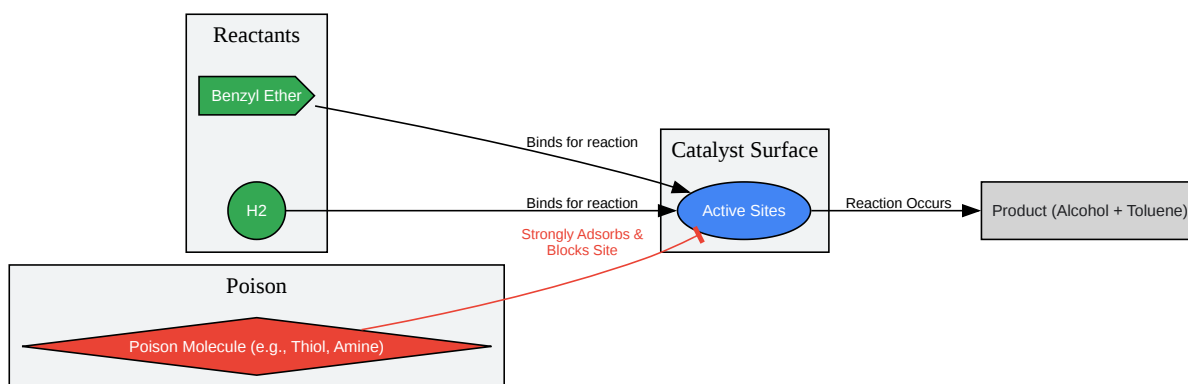 Reactants
Benzyl Ether
Binds for reaction
Catalyst Surface
H2
Binds for reaction
Active Sites
Reaction Occurs
Product (Alcohol + Toluene)
Strongly Adsorbs &
Blocks Site
Poison
Poison Molecule (e.g., Thiol, Amine)